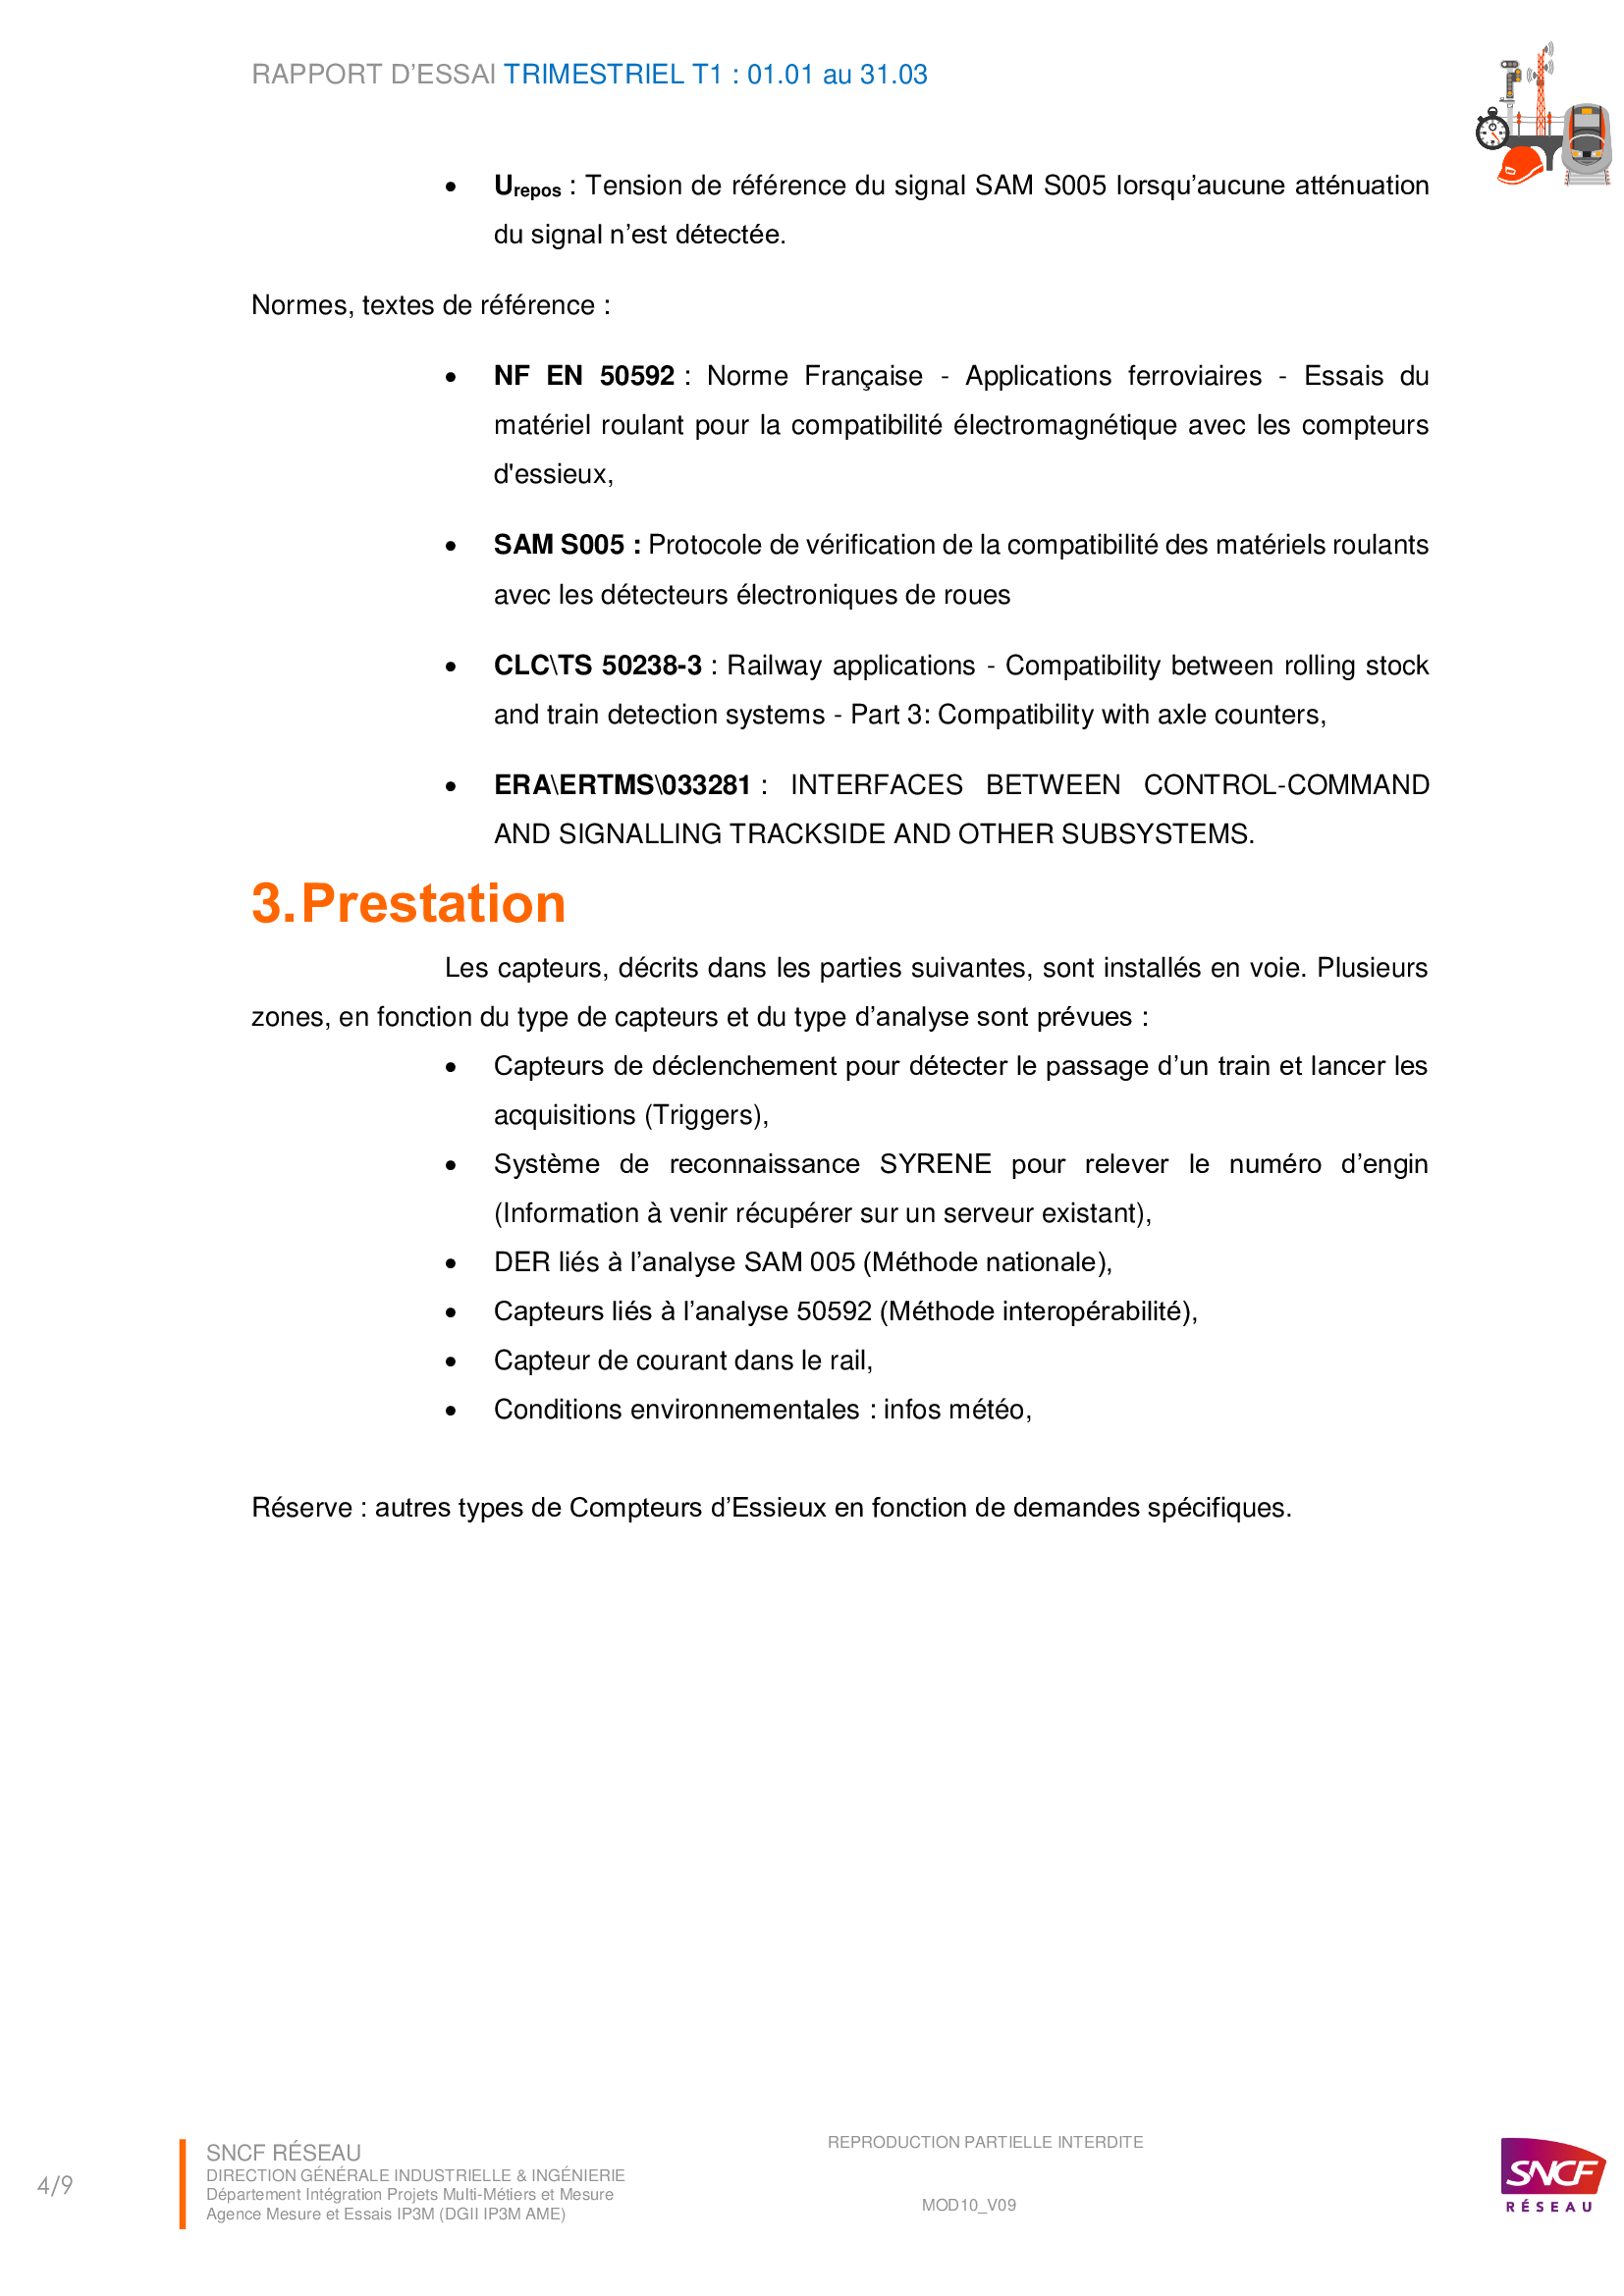 RAPPORT D’ESSAI TRIMESTRIEL T1 : 01.01 au 31.03
• Urepos : Tension de référence du signal SAM S005 lorsqu’aucune atténuation
du signal n’est détectée.
Normes, textes de référence :
• NF EN 50592 : Norme Française - Applications ferroviaires - Essais du
matériel roulant pour la compatibilité électromagnétique avec les compteurs
d'essieux,
• SAM S005 : Protocole de vérification de la compatibilité des matériels roulants
avec les détecteurs électroniques de roues
• CLC\TS 50238-3 : Railway applications - Compatibility between rolling stock
and train detection systems - Part 3: Compatibility with axle counters,
• ERA\ERTMS\033281 : INTERFACES BETWEEN CONTROL-COMMAND
AND SIGNALLING TRACKSIDE AND OTHER SUBSYSTEMS.
3. Prestation
Les capteurs, décrits dans les parties suivantes, sont installés en voie. Plusieurs
zones, en fonction du type de capteurs et du type d’analyse sont prévues :
• Capteurs de déclenchement pour détecter le passage d’un train et lancer les
acquisitions (Triggers),
• Système de reconnaissance SYRENE pour relever le numéro d’engin
(Information à venir récupérer sur un serveur existant),
• DER liés à l’analyse SAM 005 (Méthode nationale),
• Capteurs liés à l’analyse 50592 (Méthode interopérabilité),
• Capteur de courant dans le rail,
• Conditions environnementales : infos météo,
Réserve : autres types de Compteurs d’Essieux en fonction de demandes spécifiques.
4/9
SNCF RÉSEAU
DIRECTION GÉNÉRALE INDUSTRIELLE & INGÉNIERIE
Département Intégration Projets Multi-Métiers et Mesure
Agence Mesure et Essais IP3M (DGII IP3M AME)
REPRODUCTION PARTIELLE INTERDITE
MOD10_V09
SNCF
RÉSEAU